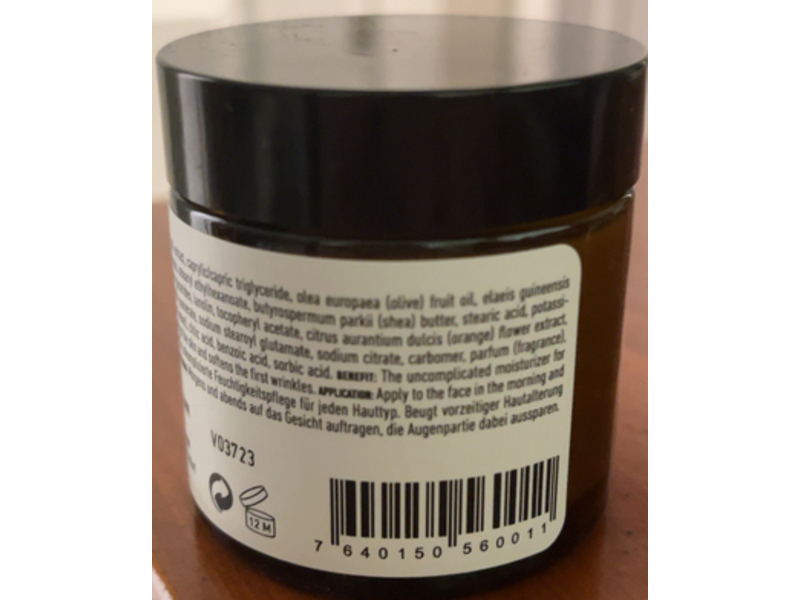 caprylic/capric triglyceride, olea europaea (olive) fruit oil, elaeis guineensis
ethylhexanoate, butyrospermum parkii (shea) butter, stearic acid, potassi-
lanolin, tocopheryl acetate, citrus aurantium dulcis (orange) flower extract,
sodium stearoyl glutamate, sodium citrate, carbomer, parfum (fragrance),
acid, benzoic acid, sorbic acid. BENEFIT: The uncomplicated moisturizer for
and softens the first wrinkles. APPLICATION: Apply to the face in the morning and
Feuchtigkeitspflege für jeden Hauttyp. Beugt vorzeitiger Hautalterung
und abends auf das Gesicht auftragen, die Augenpartie dabei aussparen.
V03723
12 M
7 640150 560011